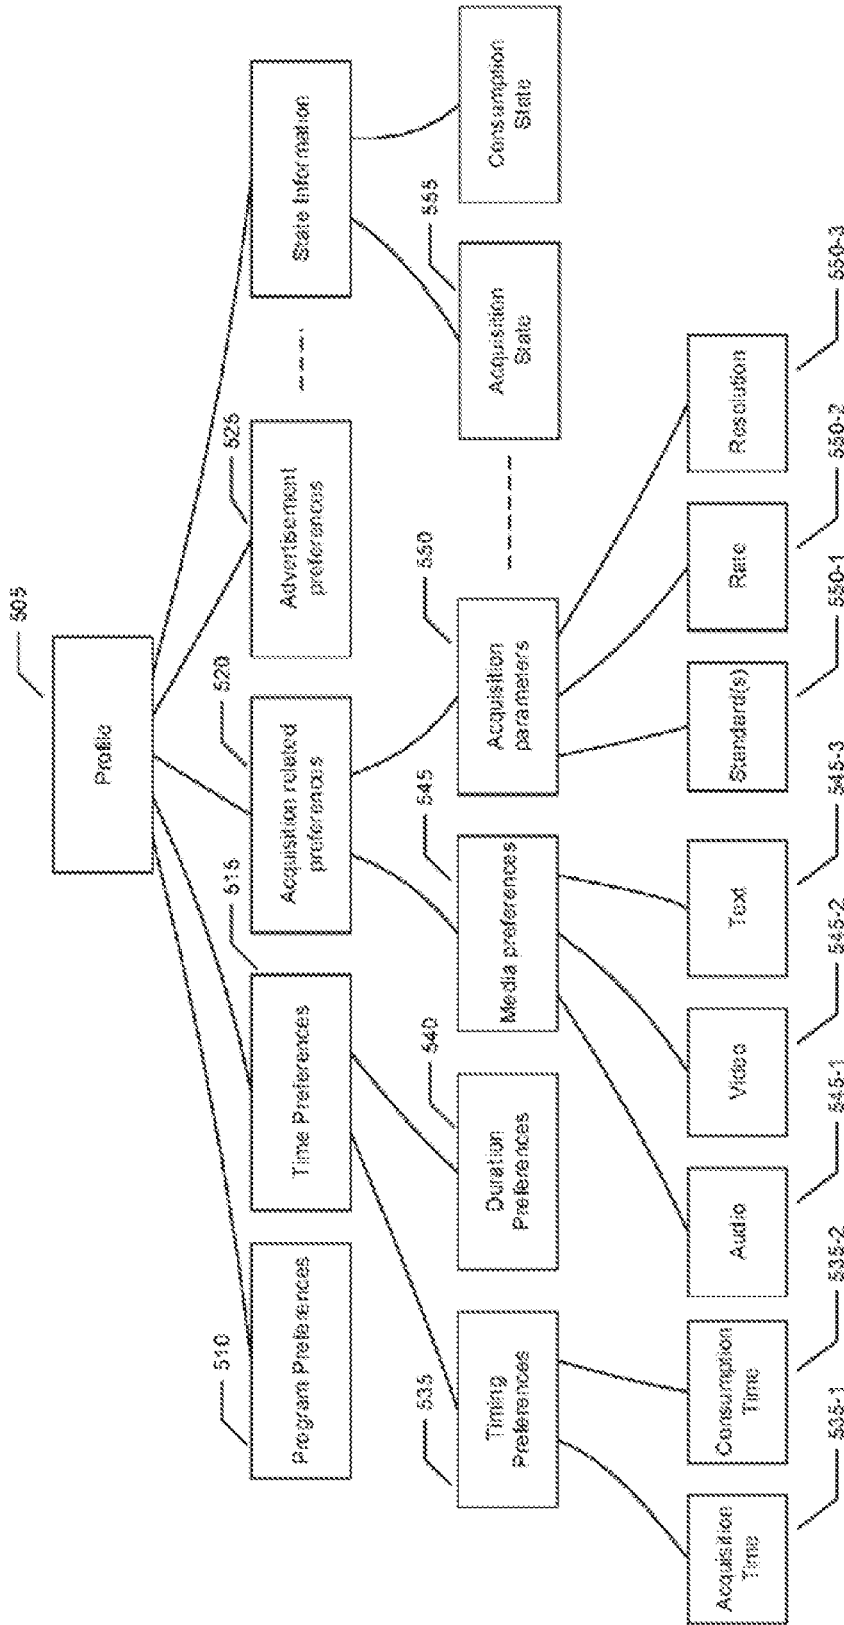 505
Profile
510
Program Preferences
515
Time Preferences
520
Acquisition related
preferences
525
Advertisement
preferences
State Information
535
Timing
Preferences
540
Duration
Preferences
545
Media preferences
550
Acquisition
parameters
555
Acquisition
State
Consumption
State
Acquisition
Time
535-1
Consumption
Time
535-2
Audio
545-1
Video
545-2
Text
545-3
Standard(s)
550-1
Rate
550-2
Resolution
550-3